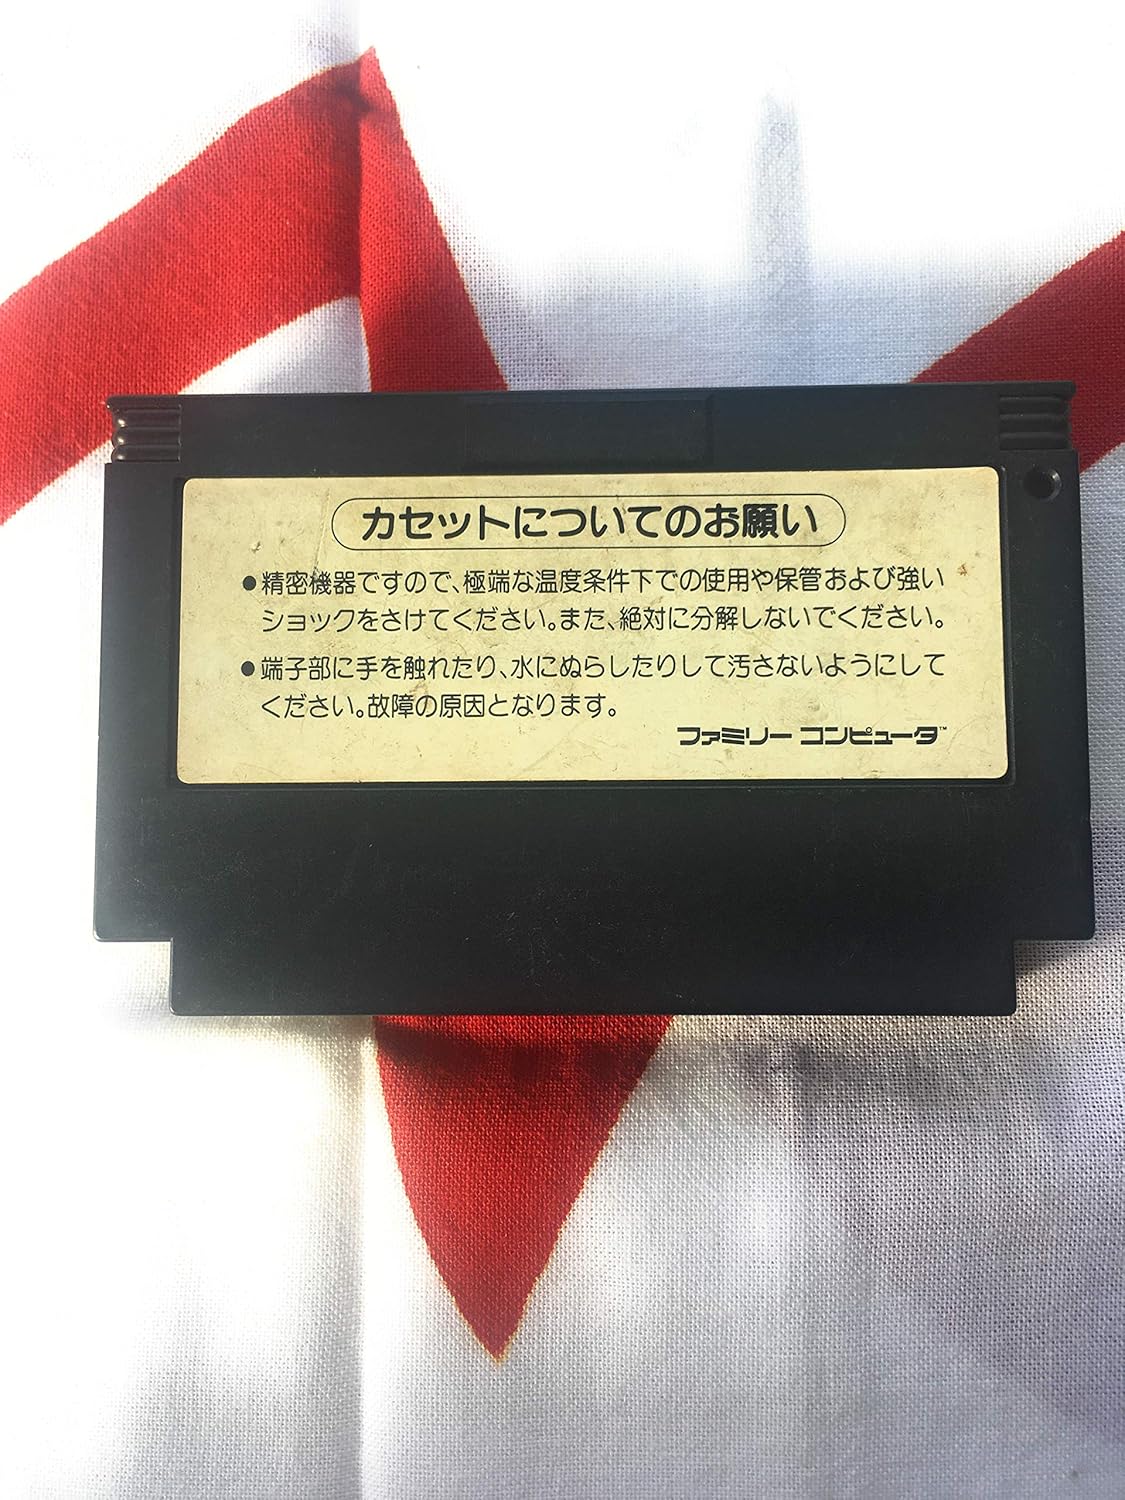 カセットについてのお願い
●精密機器ですので、極端な温度条件下での使用や保管および強い
ショックをさけてください。また、絶対に分解しないでください。
●端子部に手を触れたり、水にぬらしたりして汚さないようにして
ください。故障の原因となります。
ファミリー コンピュータ™